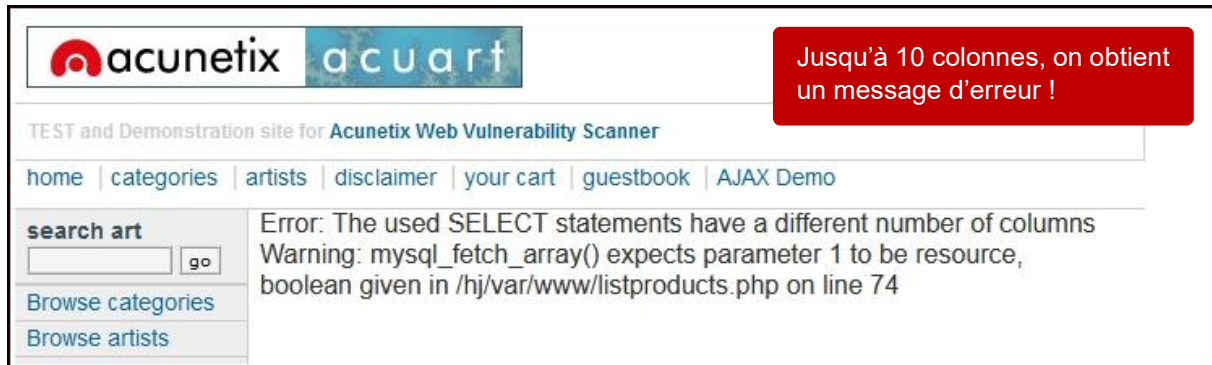 acunetix acuart
Jusqu'à 10 colonnes, on obtient
un message d'erreur !
TEST and Demonstration site for Acunetix Web Vulnerability Scanner
home | categories | artists | disclaimer | your cart | guestbook | AJAX Demo
search art
go
Browse categories
Browse artists
Error: The used SELECT statements have a different number of columns
Warning: mysql_fetch_array() expects parameter 1 to be resource,
boolean given in /hj/var/www/listproducts.php on line 74